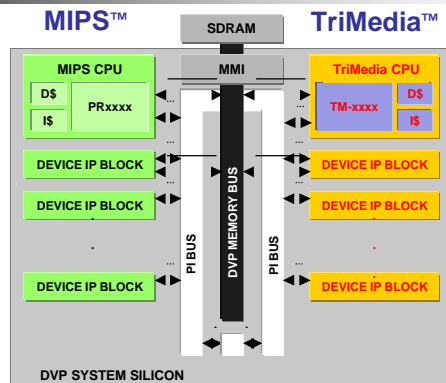 MIPS™ TriMedia™
SDRAM
MIPS CPU MMI TriMedia CPU
D$ PRxxxx TM-xxxx D$
I$ I$
...
...
...
...
DEVICE IP BLOCK DEVICE IP BLOCK
...
...
DEVICE IP BLOCK DEVICE IP BLOCK
. .
. .
PI BUS DVP MEMORY BUS PI BUS
...
...
DEVICE IP BLOCK DEVICE IP BLOCK
DVP SYSTEM SILICON